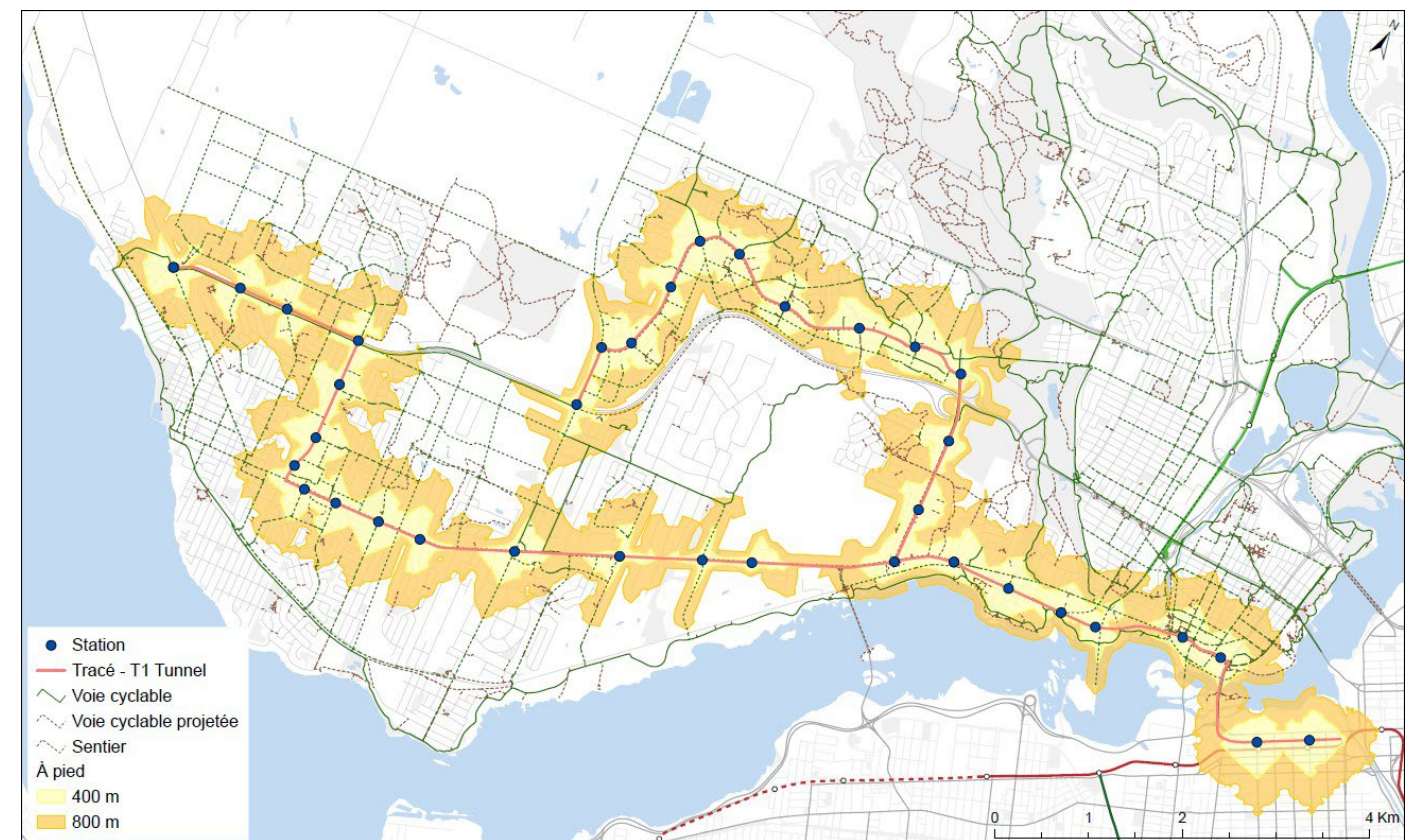 N
Station
Tracé - T1 Tunnel
Voie cyclable
Voie cyclable projetée
Sentier
À pied
400 m
800 m
0 1 2 4 Km